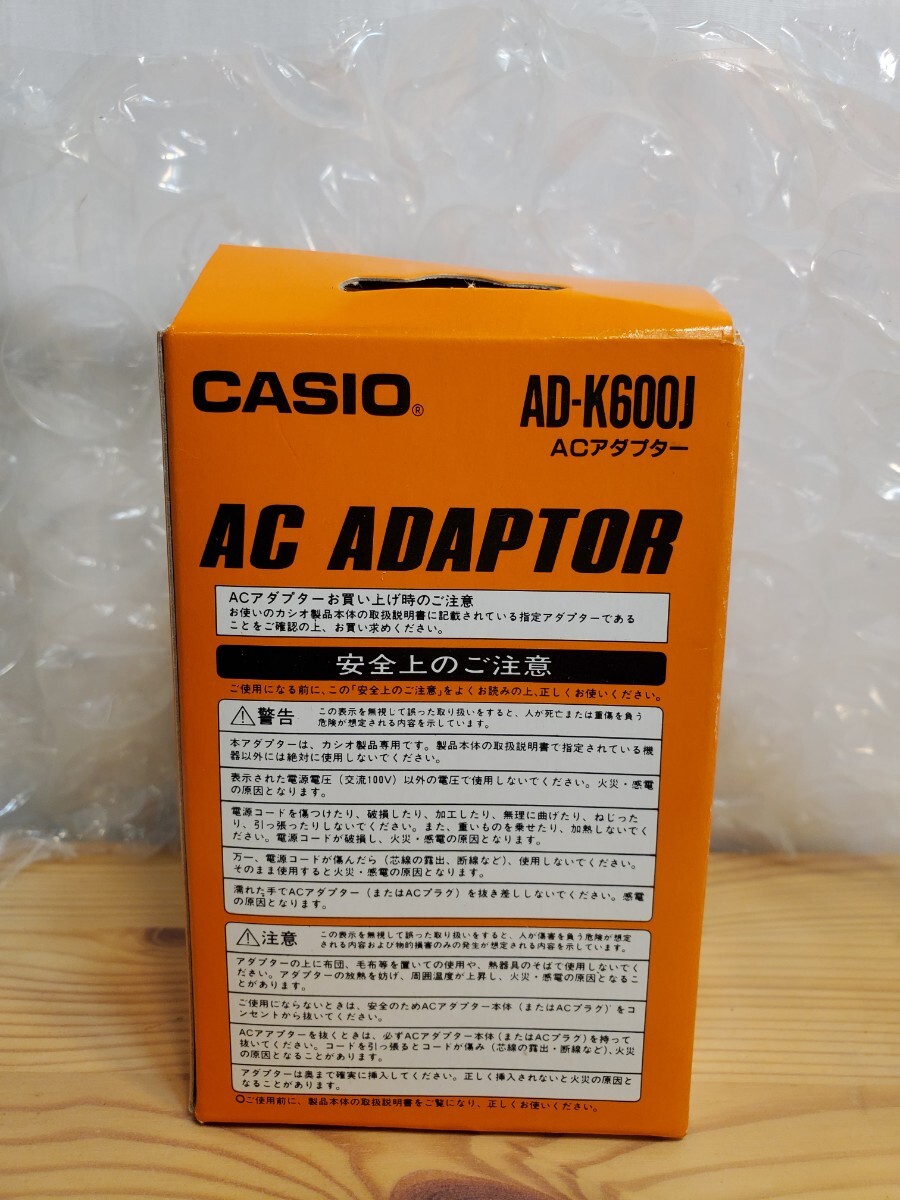 CASIO®
AD-K600J
ACアダプター
AC ADAPTOR
ACアダプターお買い上げ時のご注意
お使いのカシオ製品本体の取扱説明書に記載されている指定アダプターである
ことをご確認の上、お買い求めください。
安全上のご注意
ご使用になる前に、この「安全上のご注意」をよくお読みの上、正しくお使いください。
警告
この表示を無視して誤った取り扱いをすると、人が死亡または重傷を負う
危険が想定される内容を示しています。
本アダプターは、カシオ製品専用です。製品本体の取扱説明書で指定されている機
器以外には絶対に使用しないでください。
表示された電源電圧（交流100V）以外の電圧で使用しないでください。火災・感電
の原因となります。
電源コードを傷つけたり、破損したり、加工したり、無理に曲げたり、ねじった
り、引っ張ったりしないでください。また、重いものを乗せたり、加熱しないでく
ださい。電源コードが破損し、火災・感電の原因となります。
万一、電源コードが傷んだら（芯線の露出、断線など）、使用しないでください。
そのまま使用すると火災・感電の原因となります。
濡れた手でACアダプター（またはACプラグ）を抜き差ししないでください。感電
の原因となります。
注意
この表示を無視して誤った取り扱いをすると、人が傷害を負う危険が想定
される内容および物的損害のみの発生が想定される内容を示しています。
アダプターの上に布団、毛布等を置いての使用や、熱器具のそばで使用しないでく
ださい。アダプターの放熱を妨げ、周囲温度が上昇し、火災・感電の原因となるこ
とがあります。
ご使用にならないときは、安全のためACアダプター本体（またはACプラグ）をコ
ンセントから抜いてください。
ACアアプターを抜くときは、必ずACアダプター本体（またはACプラグ）を持って
抜いてください。コードを引っ張るとコードが傷み（芯線の露出・断線など）、火災
の原因となることがあります。
アダプターは奥まで確実に挿入してください。正しく挿入されないと火災の原因と
なることがあります。
○ご使用前に、製品本体の取扱説明書をご覧になり、正しくお使いください。